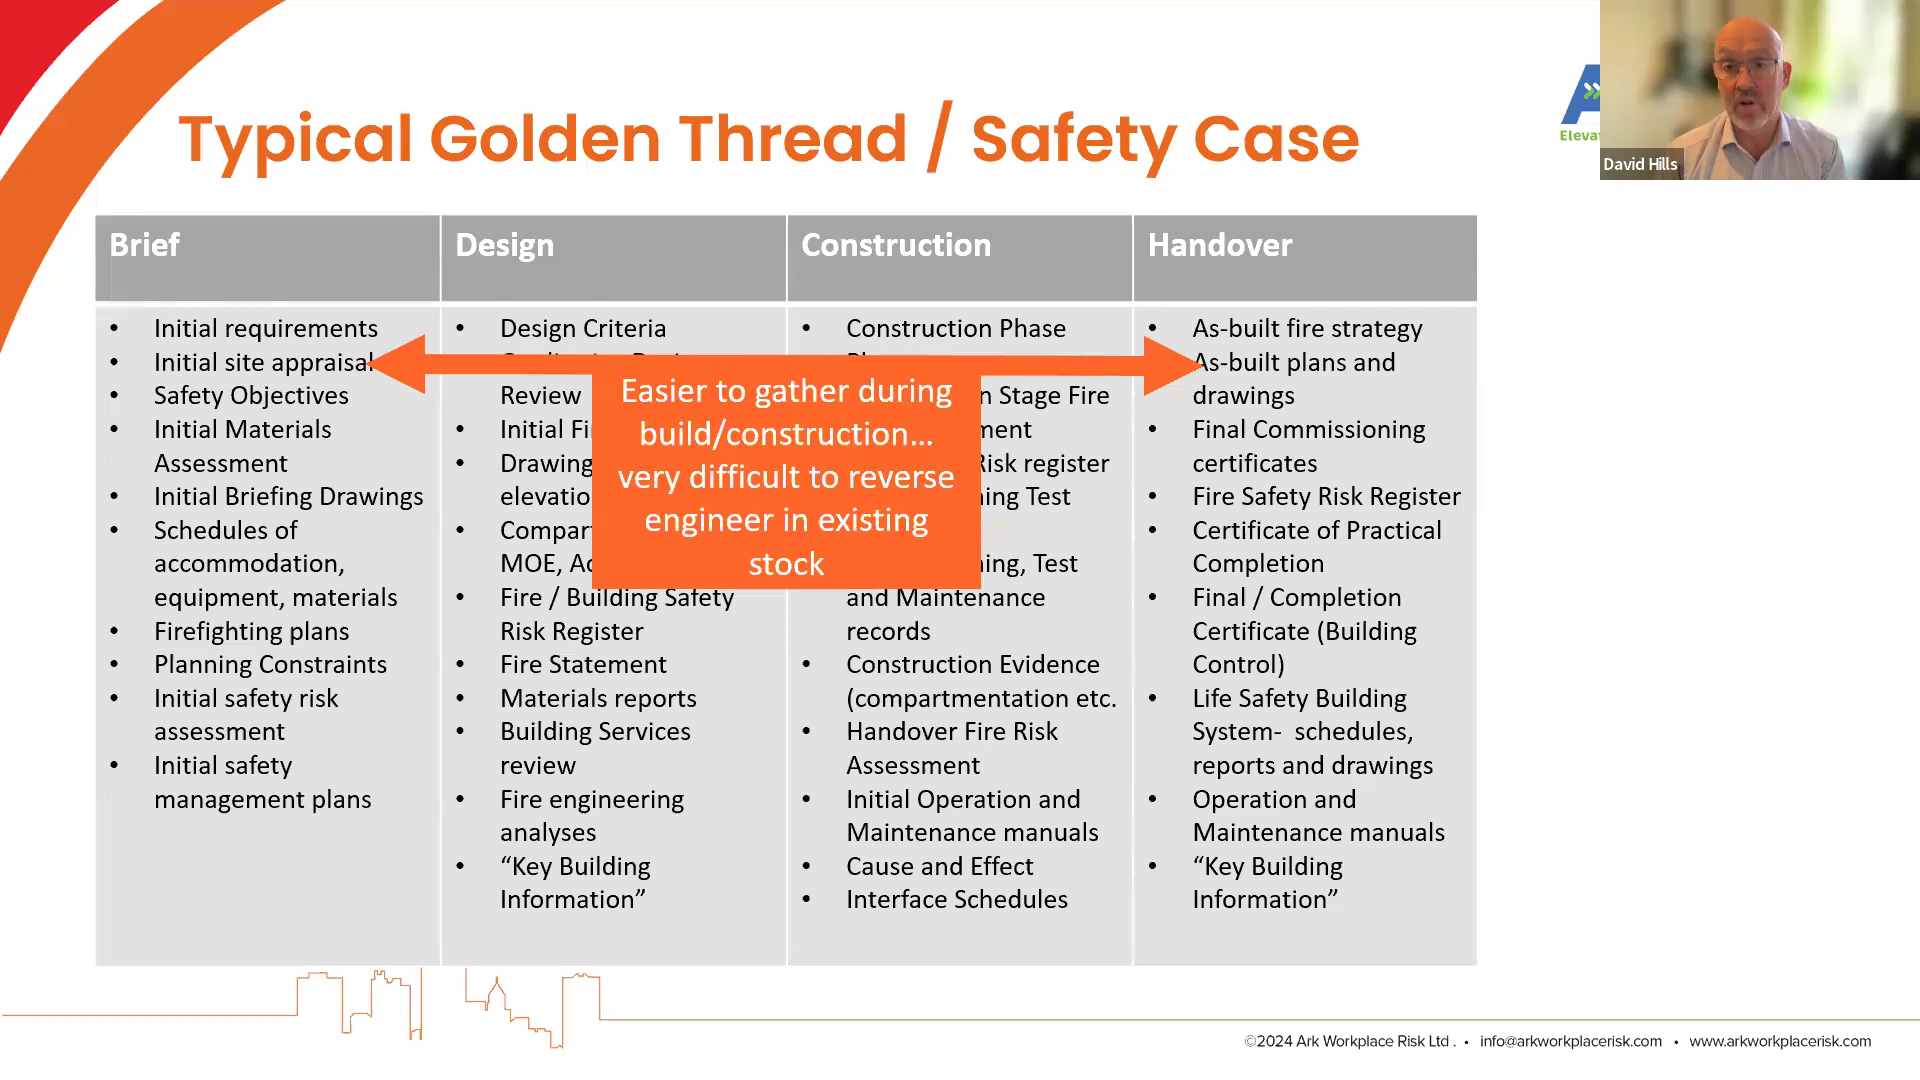 Typical Golden Thread / Safety Case
Elevat
David Hills
Brief
Design
Construction
Handover
• Initial requirements
• Initial site appraisal
• Safety Objectives
• Initial Materials
Assessment
• Initial Briefing Drawings
• Schedules of
accommodation,
equipment, materials
• Firefighting plans
• Planning Constraints
• Initial safety risk
assessment
• Initial safety
management plans
• Design Criteria
Review
• Initial Fi
• Drawing
elevatio
• Compar
MOE, Ac
• Fire / Building Safety
Risk Register
• Fire Statement
• Materials reports
• Building Services
review
• Fire engineering
analyses
• “Key Building
Information”
Easier to gather during
build/construction...
very difficult to reverse
engineer in existing
stock
• Construction Phase
n Stage Fire
ment
Risk register
ing Test
ing, Test
and Maintenance
records
• Construction Evidence
(compartmentation etc.
• Handover Fire Risk
Assessment
• Initial Operation and
Maintenance manuals
• Cause and Effect
• Interface Schedules
• As-built fire strategy
As-built plans and
drawings
• Final Commissioning
certificates
• Fire Safety Risk Register
• Certificate of Practical
Completion
• Final / Completion
Certificate (Building
Control)
• Life Safety Building
System- schedules,
reports and drawings
• Operation and
Maintenance manuals
• “Key Building
Information”
©2024 Ark Workplace Risk Ltd . • info@arkworkplacerisk.com • www.arkworkplacerisk.com